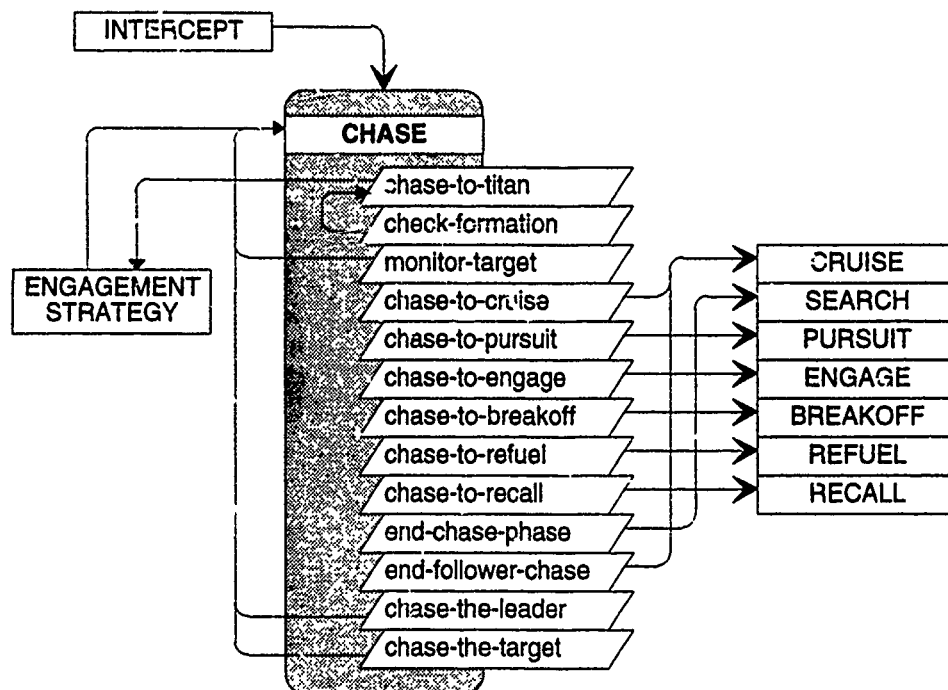 INTERCEPT
CHASE
chase-to-titan
check-formation
monitor-target
chase-to-cruise
chase-to-pursuit
chase-to-engage
chase-to-breakoff
chase-to-refuel
chase-to-recall
end-chase-phase
end-follower-chase
chase-the-leader
chase-the-target
ENGAGEMENT
STRATEGY
CRUISE
SEARCH
PURSUIT
ENGAGE
BREAKOFF
REFUEL
RECALL